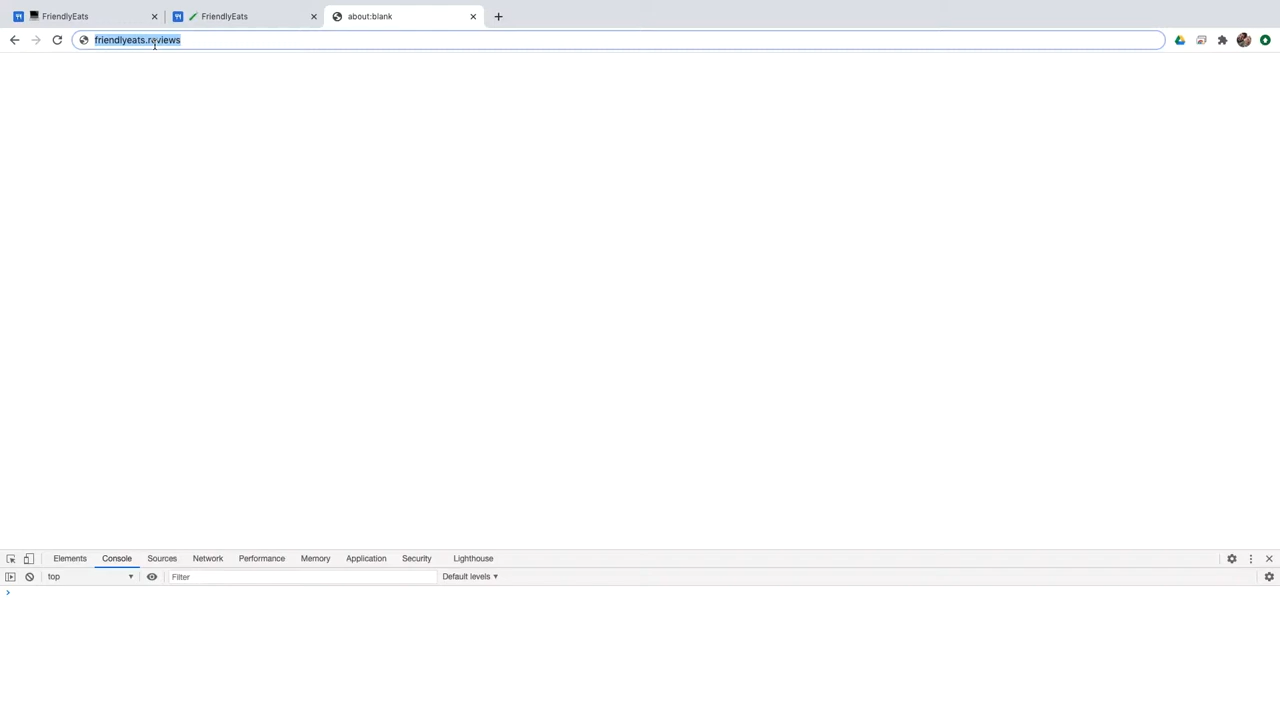 FriendlyEats
FriendlyEats
about:blank
friendlyeats.reviews
Elements Console Sources Network Performance Memory Application Security Lighthouse
top Filter Default levels